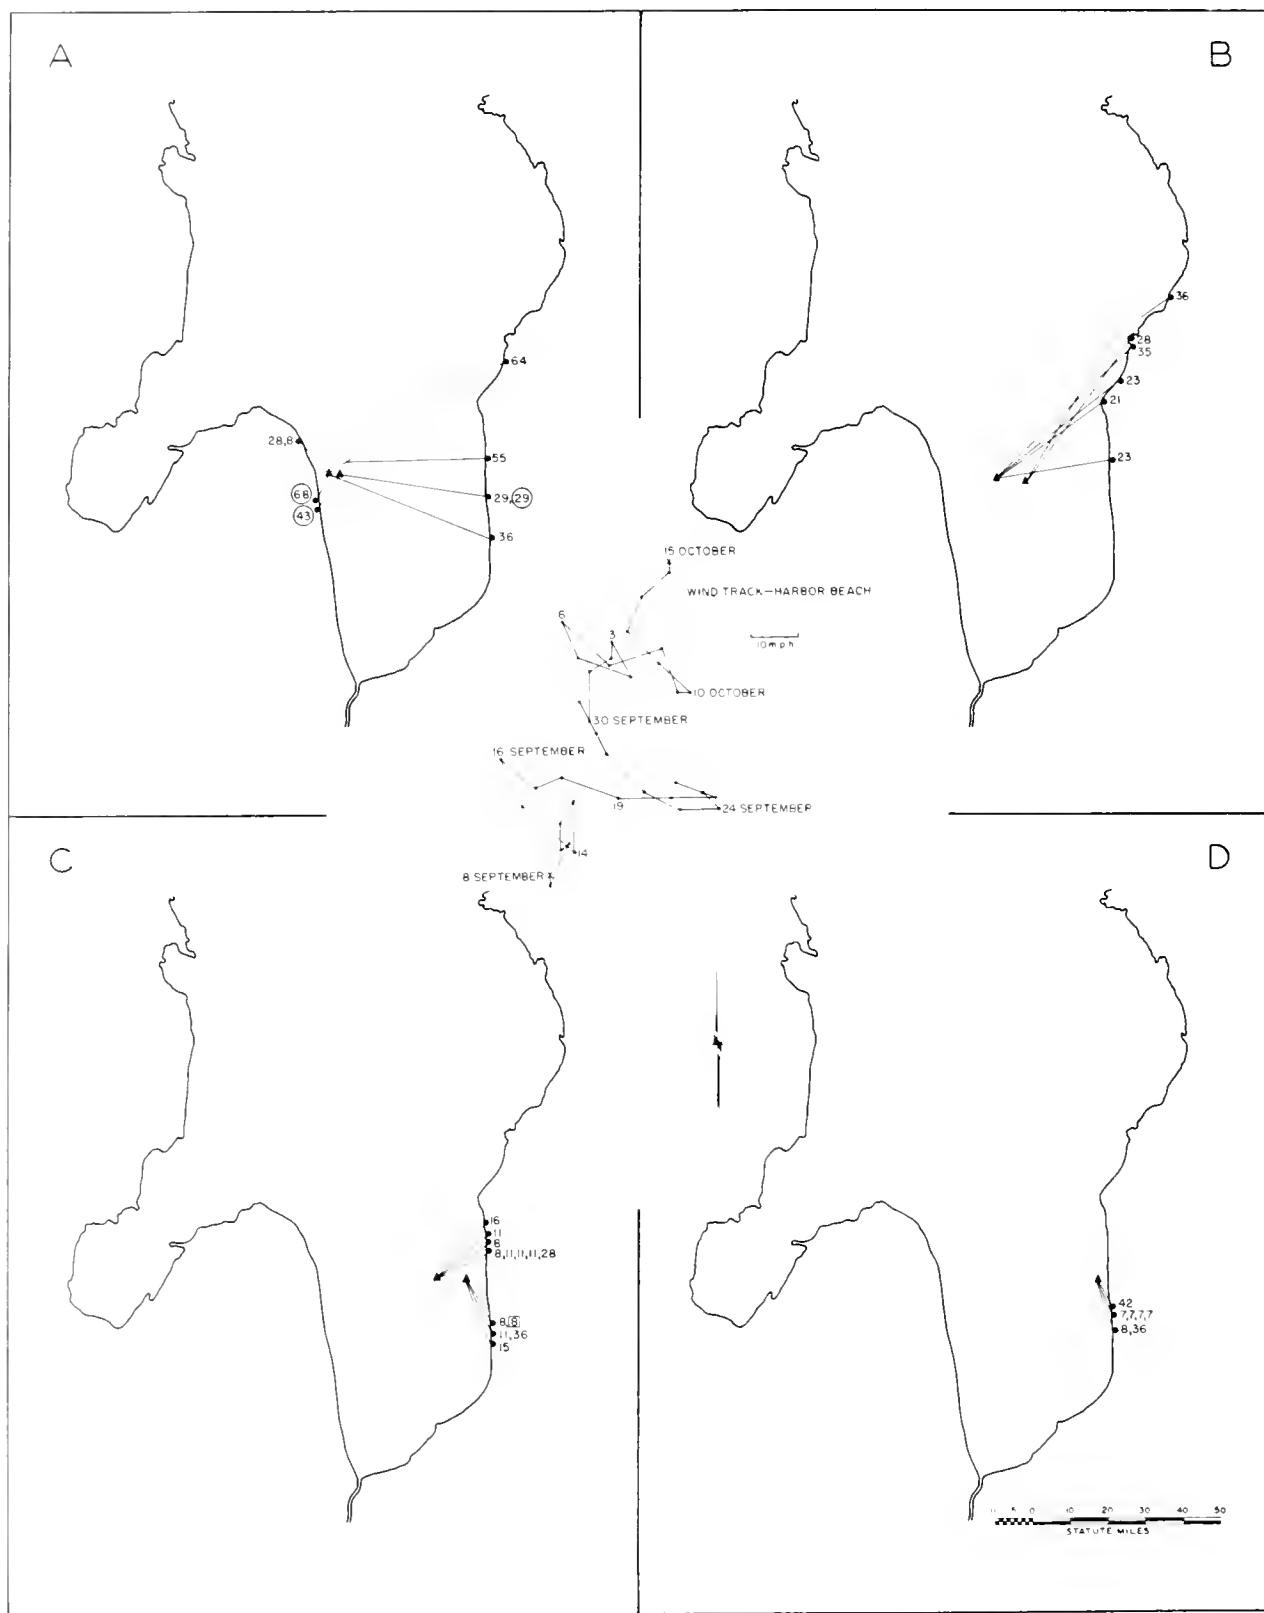 A
B
36
28
35
64
23
21
28,8
55
23
68
29,29
43
36
15 OCTOBER
WIND TRACK—HARBOR BEACH
6
3
10 mph
10 OCTOBER
30 SEPTEMBER
16 SEPTEMBER
19
24 SEPTEMBER
14
8 SEPTEMBER
C
D
16
11
8
8,11,11,11,28
8,8
11,36
15
42
7,7,7,7
8,36
5 0 10 20 30 40 50
STATUTE MILES